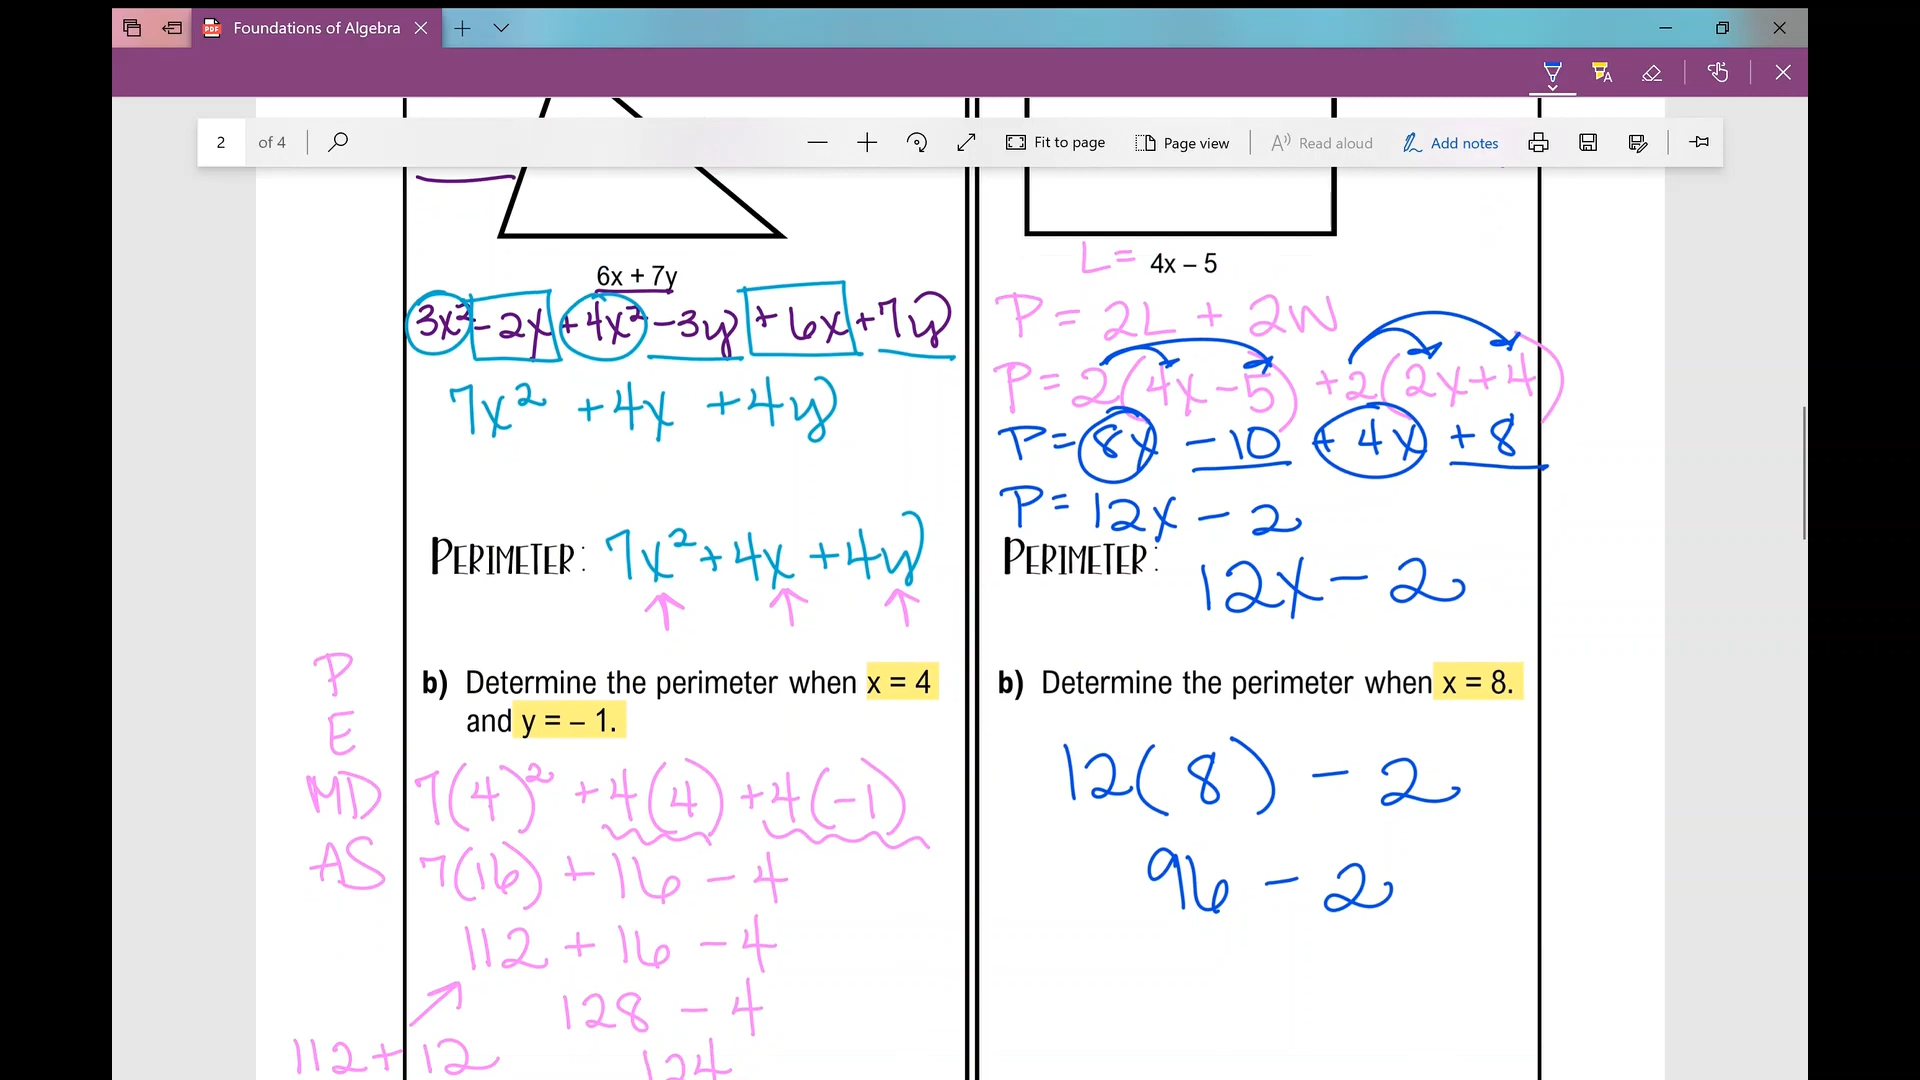 Foundations of Algebra
2 of 4 Fit to page Page view Read aloud Add notes
6x + 7y
3x² - 2x + 4x² - 3y + 6x + 7y
7x² + 4x + 4y
PERIMETER: 7x² + 4x + 4y
P
E
MD
AS
b) Determine the perimeter when x = 4
and y = – 1.
7(4)² + 4(4) + 4(-1)
7(16) + 16 - 4
112 + 16 - 4
128 - 4
112 + 12
124
L = 4x – 5
P = 2L + 2W
P = 2(4x - 5) + 2(2x + 4)
P = 8x - 10 + 4x + 8
P = 12x - 2
PERIMETER: 12x - 2
b) Determine the perimeter when x = 8.
12(8) - 2
96 - 2